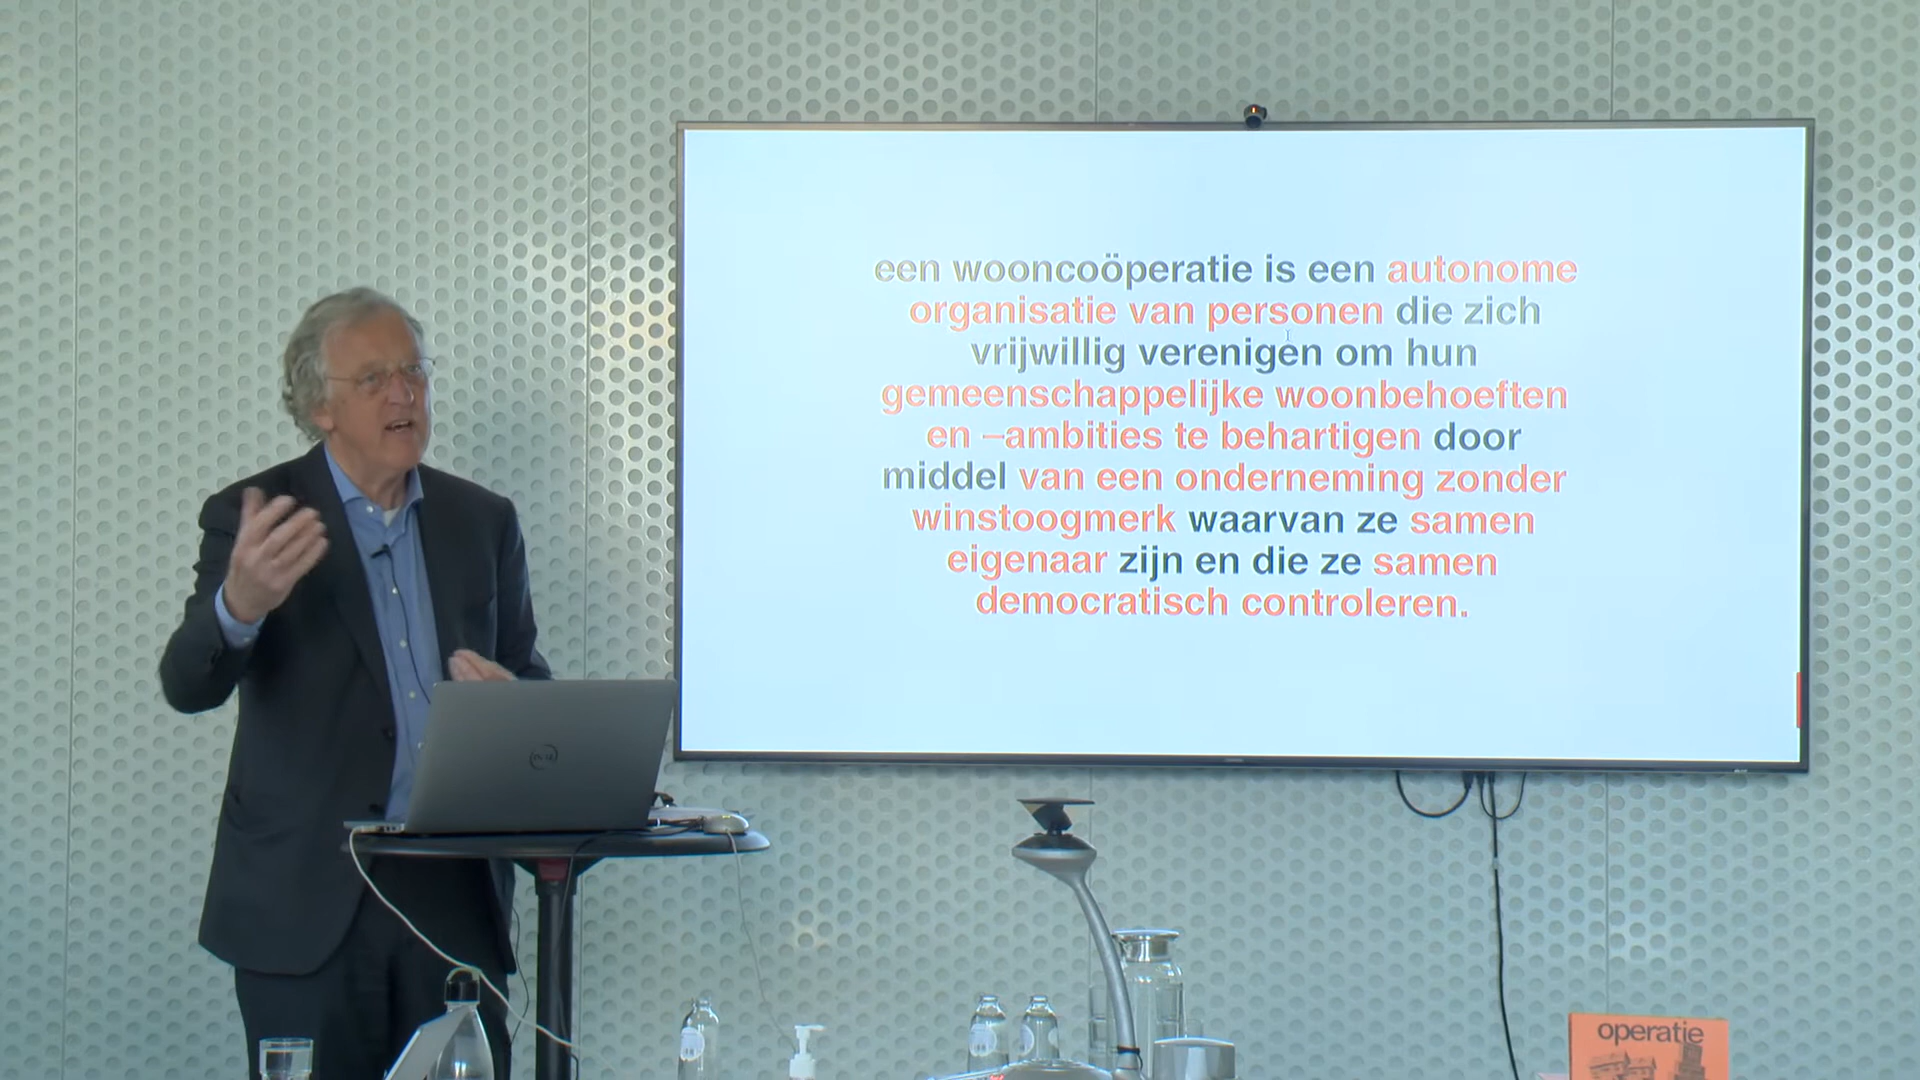 een wooncoöperatie is een autonome
organisatie van personen die zich
vrijwillig verenigen om hun
gemeenschappelijke woonbehoeften
en –ambities te behartigen door
middel van een onderneming zonder
winstoogmerk waarvan ze samen
eigenaar zijn en die ze samen
democratisch controleren.
operatie